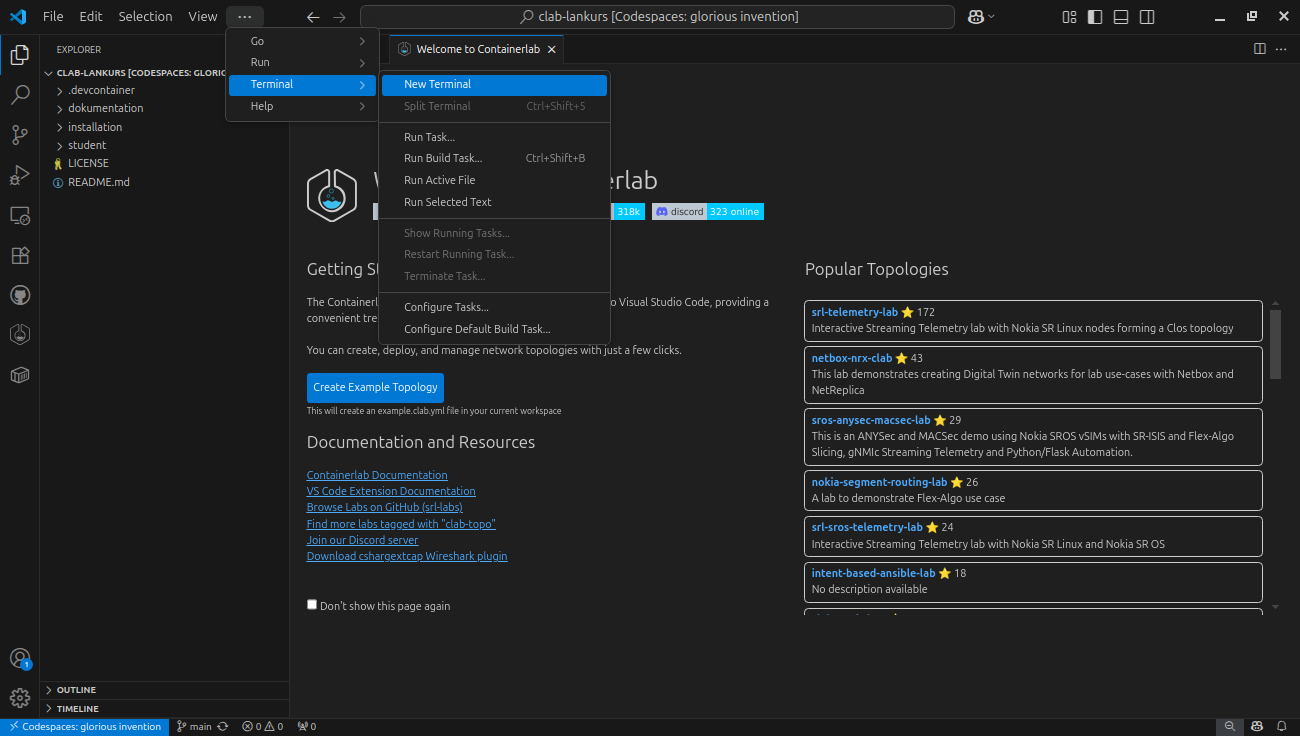 File Edit Selection View ··· clab-lankurs [Codespaces: glorious invention]
EXPLORER
CLAB-LANKURS [CODESPACES: GLORIO
.devcontainer
dokumentation
installation
student
LICENSE
README.md
OUTLINE
TIMELINE
Go
Run
Terminal
Help
New Terminal
Split Terminal Ctrl+Shift+5
Run Task...
Run Build Task... Ctrl+Shift+B
Run Active File
Run Selected Text
Show Running Tasks...
Restart Running Task...
Terminate Task...
Configure Tasks...
Configure Default Build Task...
Welcome to Containerlab
erlab
318k discord 323 online
Getting St
The Containerl o Visual Studio Code, providing a
convenient tre
You can create, deploy, and manage network topologies with just a few clicks.
Create Example Topology
This will create an example.clab.yml file in your current workspace
Documentation and Resources
Containerlab Documentation
VS Code Extension Documentation
Browse Labs on GitHub (srl-labs)
Find more labs tagged with "clab-topo"
Join our Discord server
Download cshargextcap Wireshark plugin
Don't show this page again
Popular Topologies
srl-telemetry-lab ⭐ 172
Interactive Streaming Telemetry lab with Nokia SR Linux nodes forming a Clos topology
netbox-nrx-clab ⭐ 43
This lab demonstrates creating Digital Twin networks for lab use-cases with Netbox and
NetReplica
sros-anysec-macsec-lab ⭐ 29
This is an ANYSec and MACSec demo using Nokia SROS vSIMs with SR-ISIS and Flex-Algo
Slicing, gNMIc Streaming Telemetry and Python/Flask Automation.
nokia-segment-routing-lab ⭐ 26
A lab to demonstrate Flex-Algo use case
srl-sros-telemetry-lab ⭐ 24
Interactive Streaming Telemetry lab with Nokia SR Linux and Nokia SR OS
intent-based-ansible-lab ⭐ 18
No description available
1
Codespaces: glorious invention main 0 0 0